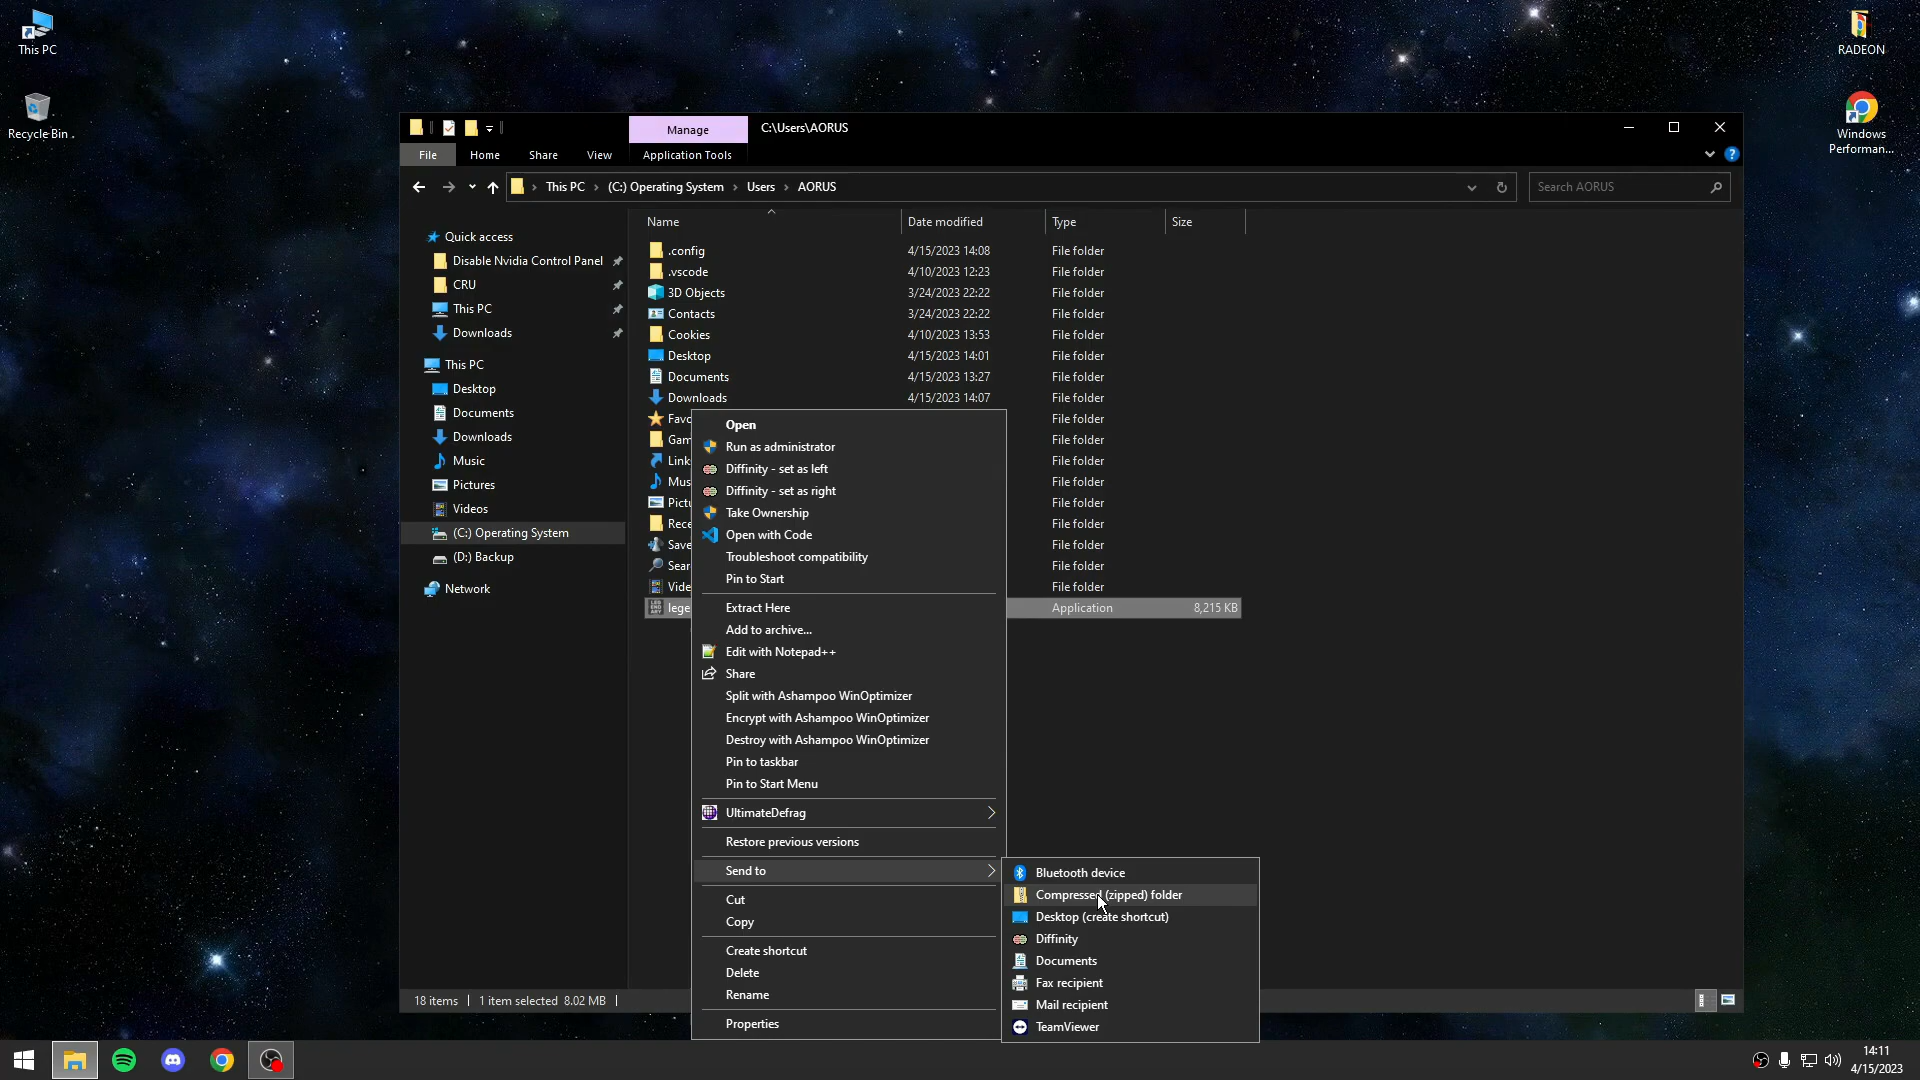 This PC
Recycle Bin .
RADEON
Windows
Performan...
Manage
C:\Users\AORUS
File
Home
Share
View
Application Tools
This PC
(C:) Operating System
Users
AORUS
Search AORUS
Name
Date modified
Type
Size
Quick access
Disable Nvidia Control Panel
CRU
This PC
Downloads
This PC
Desktop
Documents
Downloads
Music
Pictures
Videos
(C:) Operating System
(D:) Backup
Network
.config 4/15/2023 14:08 File folder
.vscode 4/10/2023 12:23 File folder
3D Objects 3/24/2023 22:22 File folder
Contacts 3/24/2023 22:22 File folder
Cookies 4/10/2023 13:53 File folder
Desktop 4/15/2023 14:01 File folder
Documents 4/15/2023 13:27 File folder
Downloads 4/15/2023 14:07 File folder
Favo File folder
Gam File folder
Link File folder
Mus File folder
Pictu File folder
Rece File folder
Save File folder
Sear File folder
Vide File folder
lege Application 8,215 KB
Open
Run as administrator
Diffinity - set as left
Diffinity - set as right
Take Ownership
Open with Code
Troubleshoot compatibility
Pin to Start
Extract Here
Add to archive...
Edit with Notepad++
Share
Split with Ashampoo WinOptimizer
Encrypt with Ashampoo WinOptimizer
Destroy with Ashampoo WinOptimizer
Pin to taskbar
Pin to Start Menu
UltimateDefrag
Restore previous versions
Send to
Cut
Copy
Create shortcut
Delete
Rename
Properties
Bluetooth device
Compressed (zipped) folder
Desktop (create shortcut)
Diffinity
Documents
Fax recipient
Mail recipient
TeamViewer
18 items
1 item selected 8.02 MB
14:11
4/15/2023